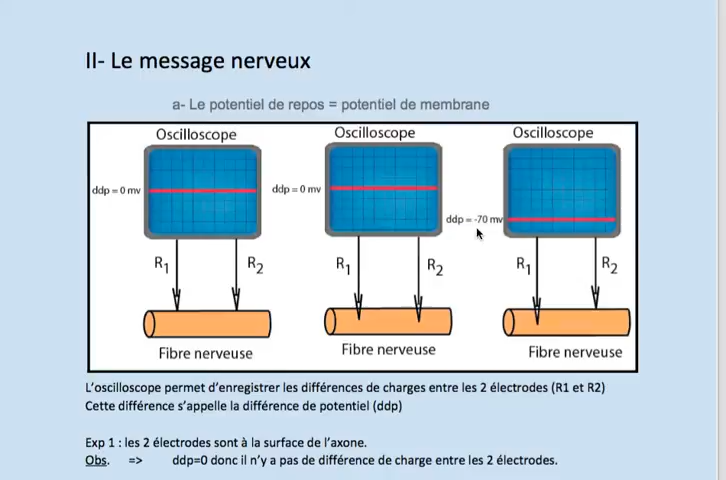 II- Le message nerveux
a- Le potentiel de repos = potentiel de membrane
Oscilloscope
Oscilloscope
Oscilloscope
ddp = 0 mv
ddp = 0 mv
ddp = -70 mv
R1
R2
R1
R2
R1
R2
Fibre nerveuse
Fibre nerveuse
Fibre nerveuse
L'oscilloscope permet d'enregistrer les différences de charges entre les 2 électrodes (R1 et R2)
Cette différence s'appelle la différence de potentiel (ddp)
Exp 1 : les 2 électrodes sont à la surface de l'axone.
Obs. => ddp=0 donc il n'y a pas de différence de charge entre les 2 électrodes.